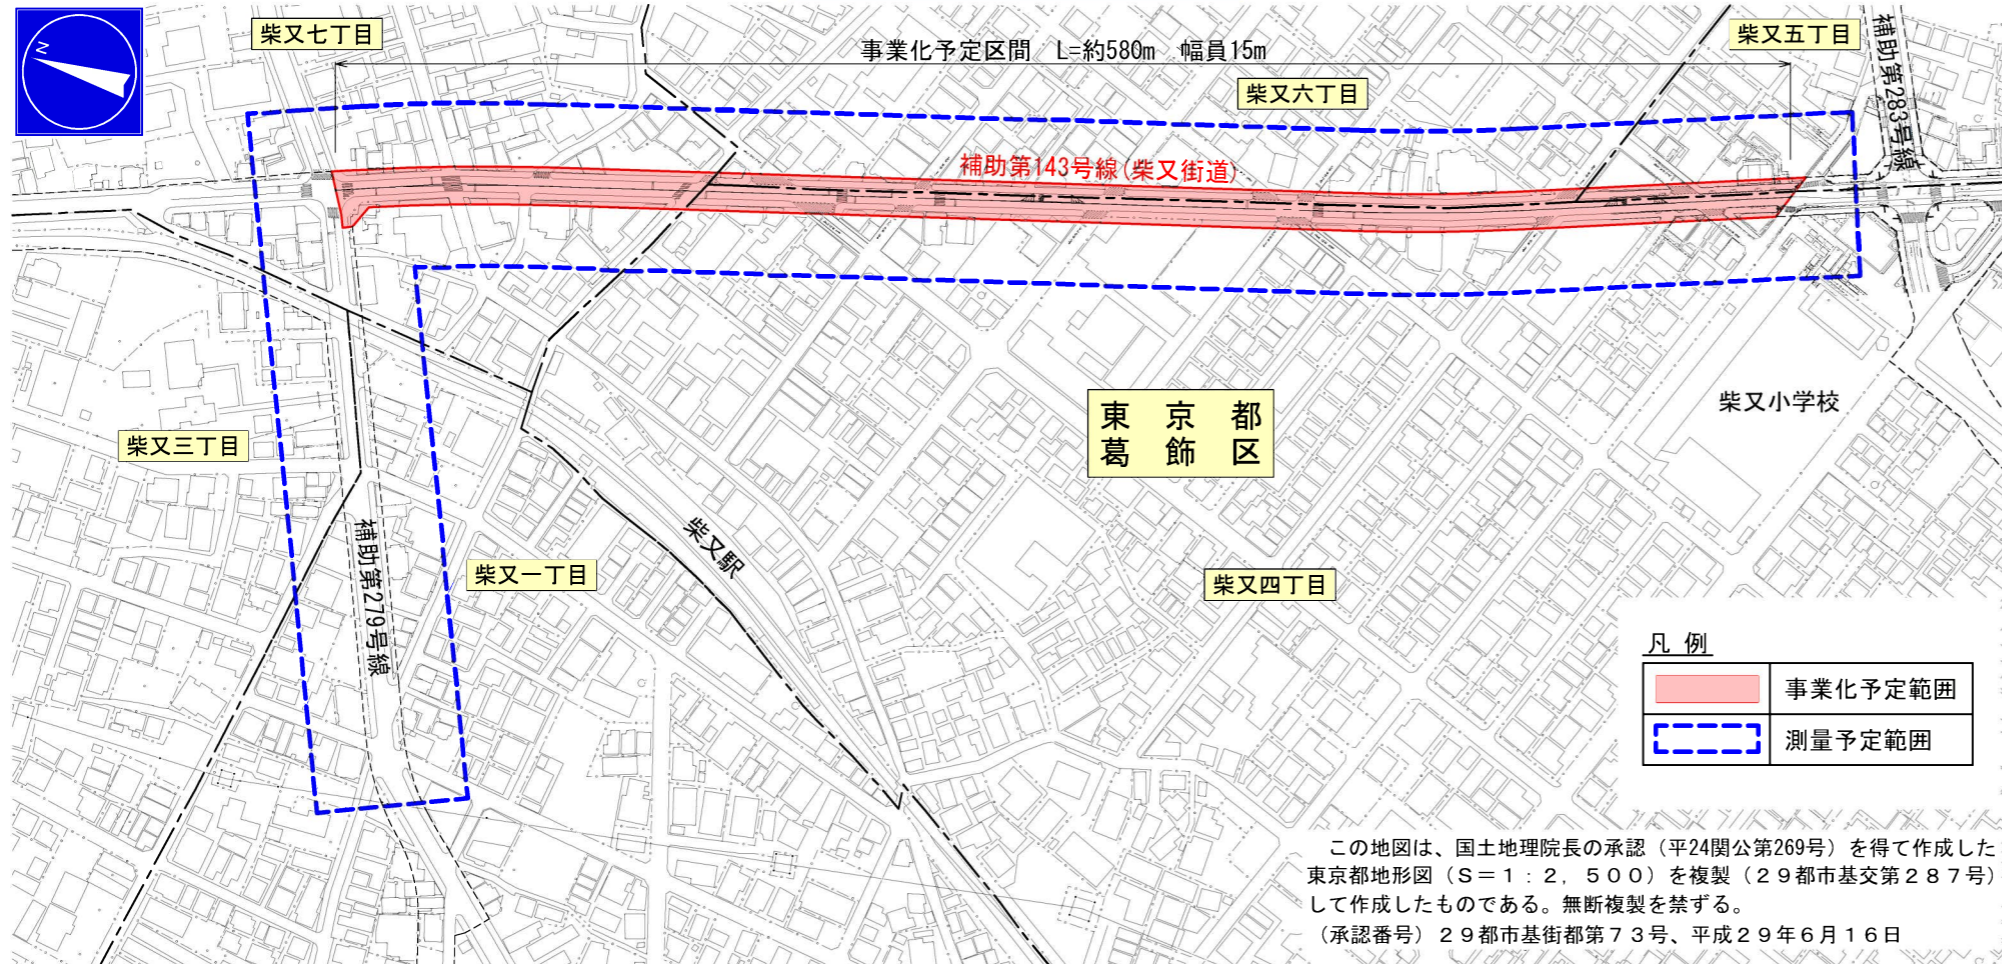 N
柴又七丁目
事業化予定区間 L=約580m 幅員15m
柴又五丁目
補助第283号線
柴又六丁目
補助第143号線(柴又街道)
東京都
葛飾区
柴又小学校
柴又三丁目
補助第279号線
柴又一丁目
柴又駅
柴又四丁目
凡例
事業化予定範囲
測量予定範囲
この地図は、国土地理院長の承認（平24関公第269号）を得て作成した
東京都地形図（Ｓ＝１：２，５００）を複製（２９都市基交第２８７号）
して作成したものである。無断複製を禁ずる。
（承認番号）２９都市基街都第７３号、平成２９年６月１６日